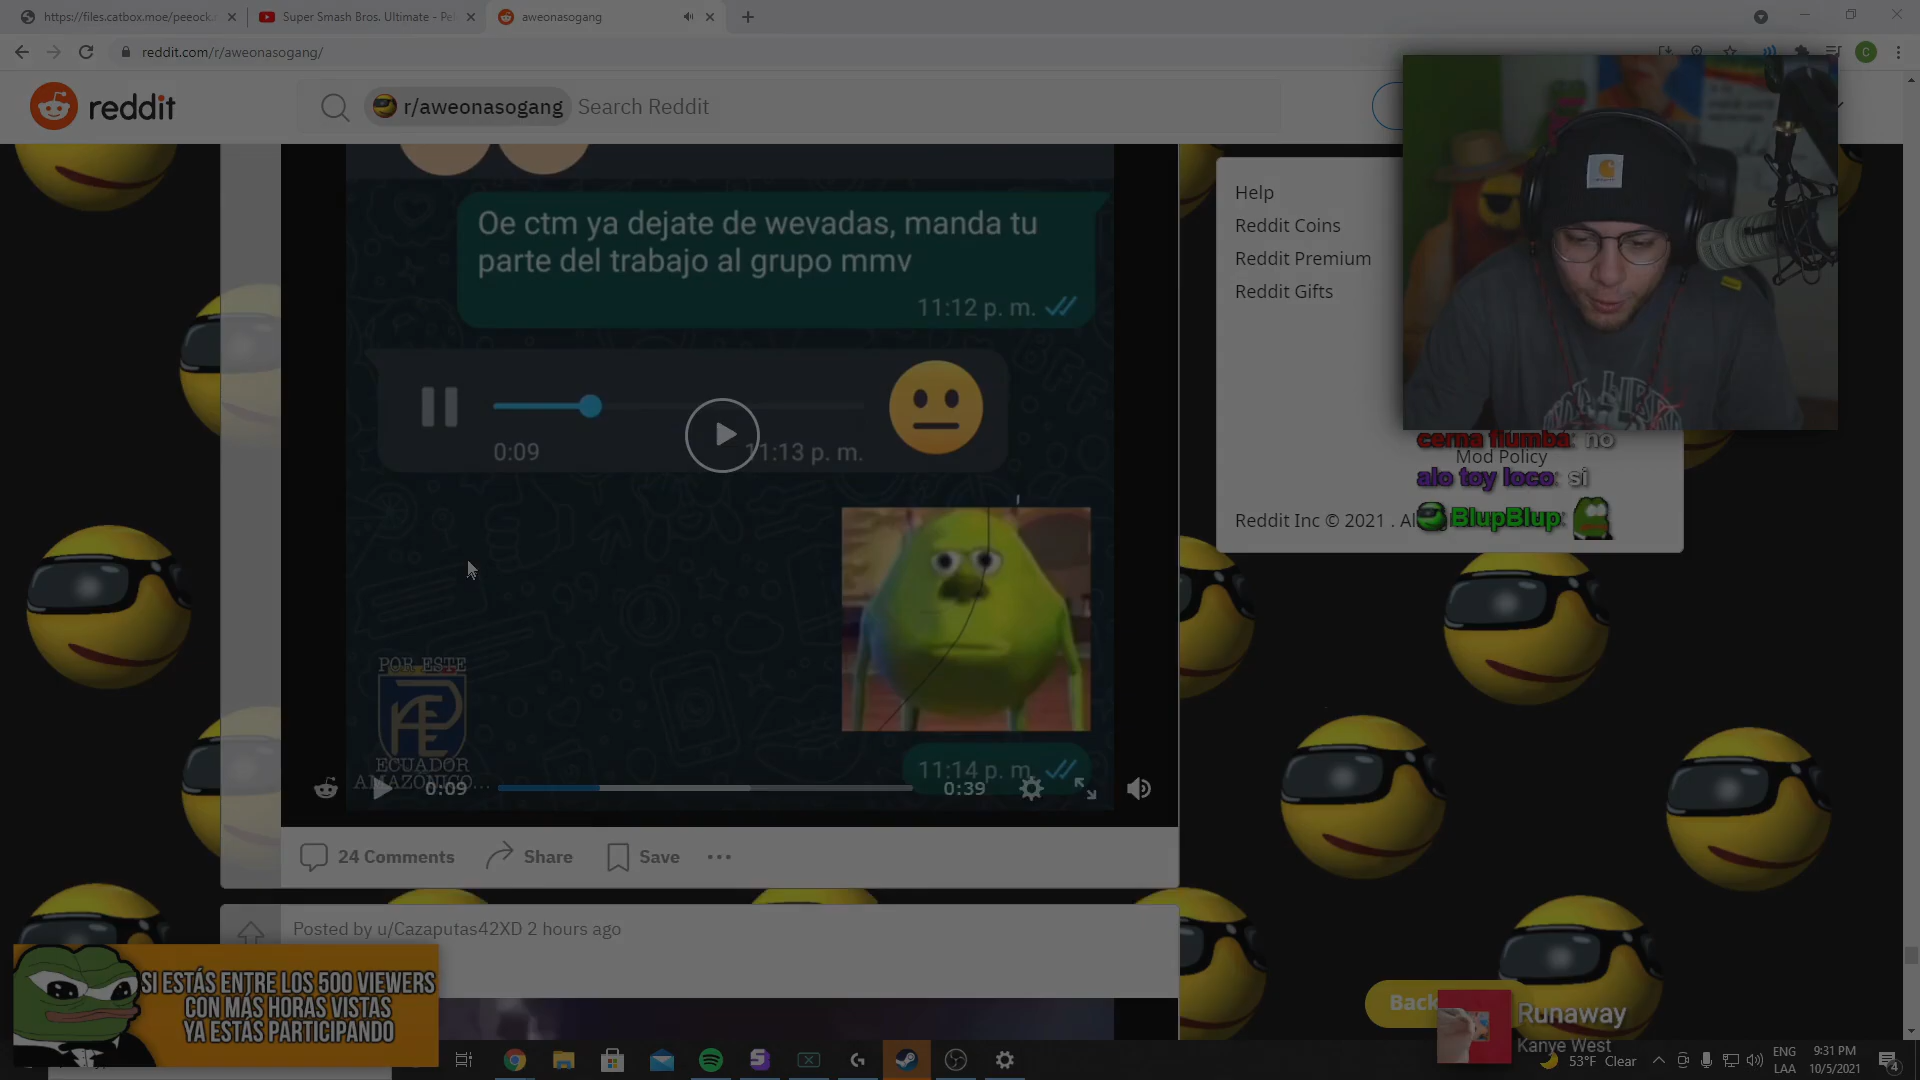 https://files.catbox.moe/peeock.
Super Smash Bros. Ultimate - Pe
aweonasogang
reddit.com/r/aweonasogang/
C
reddit
r/aweonasogang
Search Reddit
Oe ctm ya dejate de wevadas, manda tu
parte del trabajo al grupo mmv
11:12 p. m.
0:09
11:13 p. m.
11:14 p. m.
POR ESTE
ECUADOR
AMAZÓNICO...
0:09
0:39
24 Comments
Share
Save
Posted by u/Cazaputas42XD 2 hours ago
Help
Reddit Coins
Reddit Premium
Reddit Gifts
cerna fiumba: no
Mod Policy
alo toy loco: si
Reddit Inc © 2021 . Al
BlupBlup:
SI ESTÁS ENTRE LOS 500 VIEWERS
CON MÁS HORAS VISTAS
YA ESTÁS PARTICIPANDO
Back
Runaway
Kanye West
53°F Clear
ENG
LAA
9:31 PM
10/5/2021
4